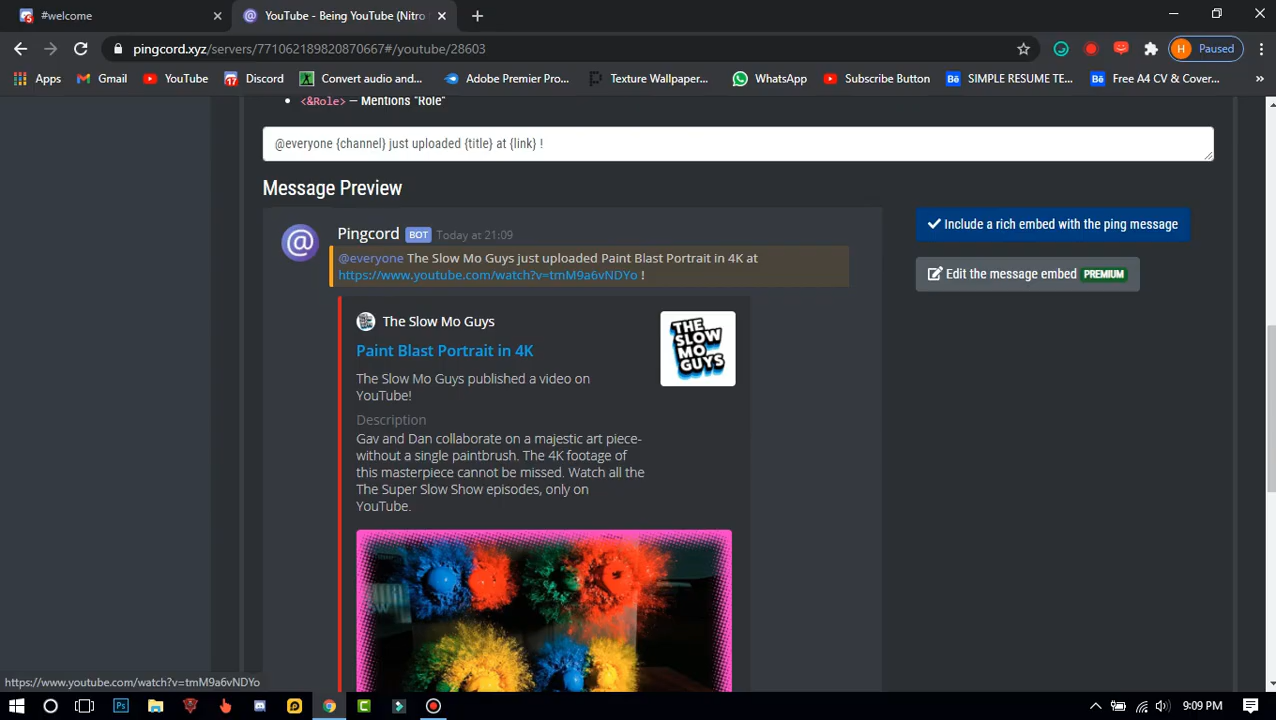 #welcome
YouTube - Being YouTube (Nitro
pingcord.xyz/servers/771062189820870667#/youtube/28603
H Paused
Apps
Gmail
YouTube
17 Discord
Convert audio and...
Adobe Premier Pro...
Texture Wallpaper...
WhatsApp
Subscribe Button
Bē SIMPLE RESUME TE...
Bē Free A4 CV & Cover...
»
• <&Role> — Mentions "Role"
@everyone {channel} just uploaded {title} at {link} !
Message Preview
Include a rich embed with the ping message
@ Pingcord BOT Today at 21:09
@everyone The Slow Mo Guys just uploaded Paint Blast Portrait in 4K at
https://www.youtube.com/watch?v=tmM9a6vNDYo !
Edit the message embed PREMIUM
The Slow Mo Guys
THE
SLOW
MO
GUYS
Paint Blast Portrait in 4K
The Slow Mo Guys published a video on
YouTube!
Description
Gav and Dan collaborate on a majestic art piece-
without a single paintbrush. The 4K footage of
this masterpiece cannot be missed. Watch all the
The Super Slow Show episodes, only on
YouTube.
https://www.youtube.com/watch?v=tmM9a6vNDYo
Ps
9:09 PM